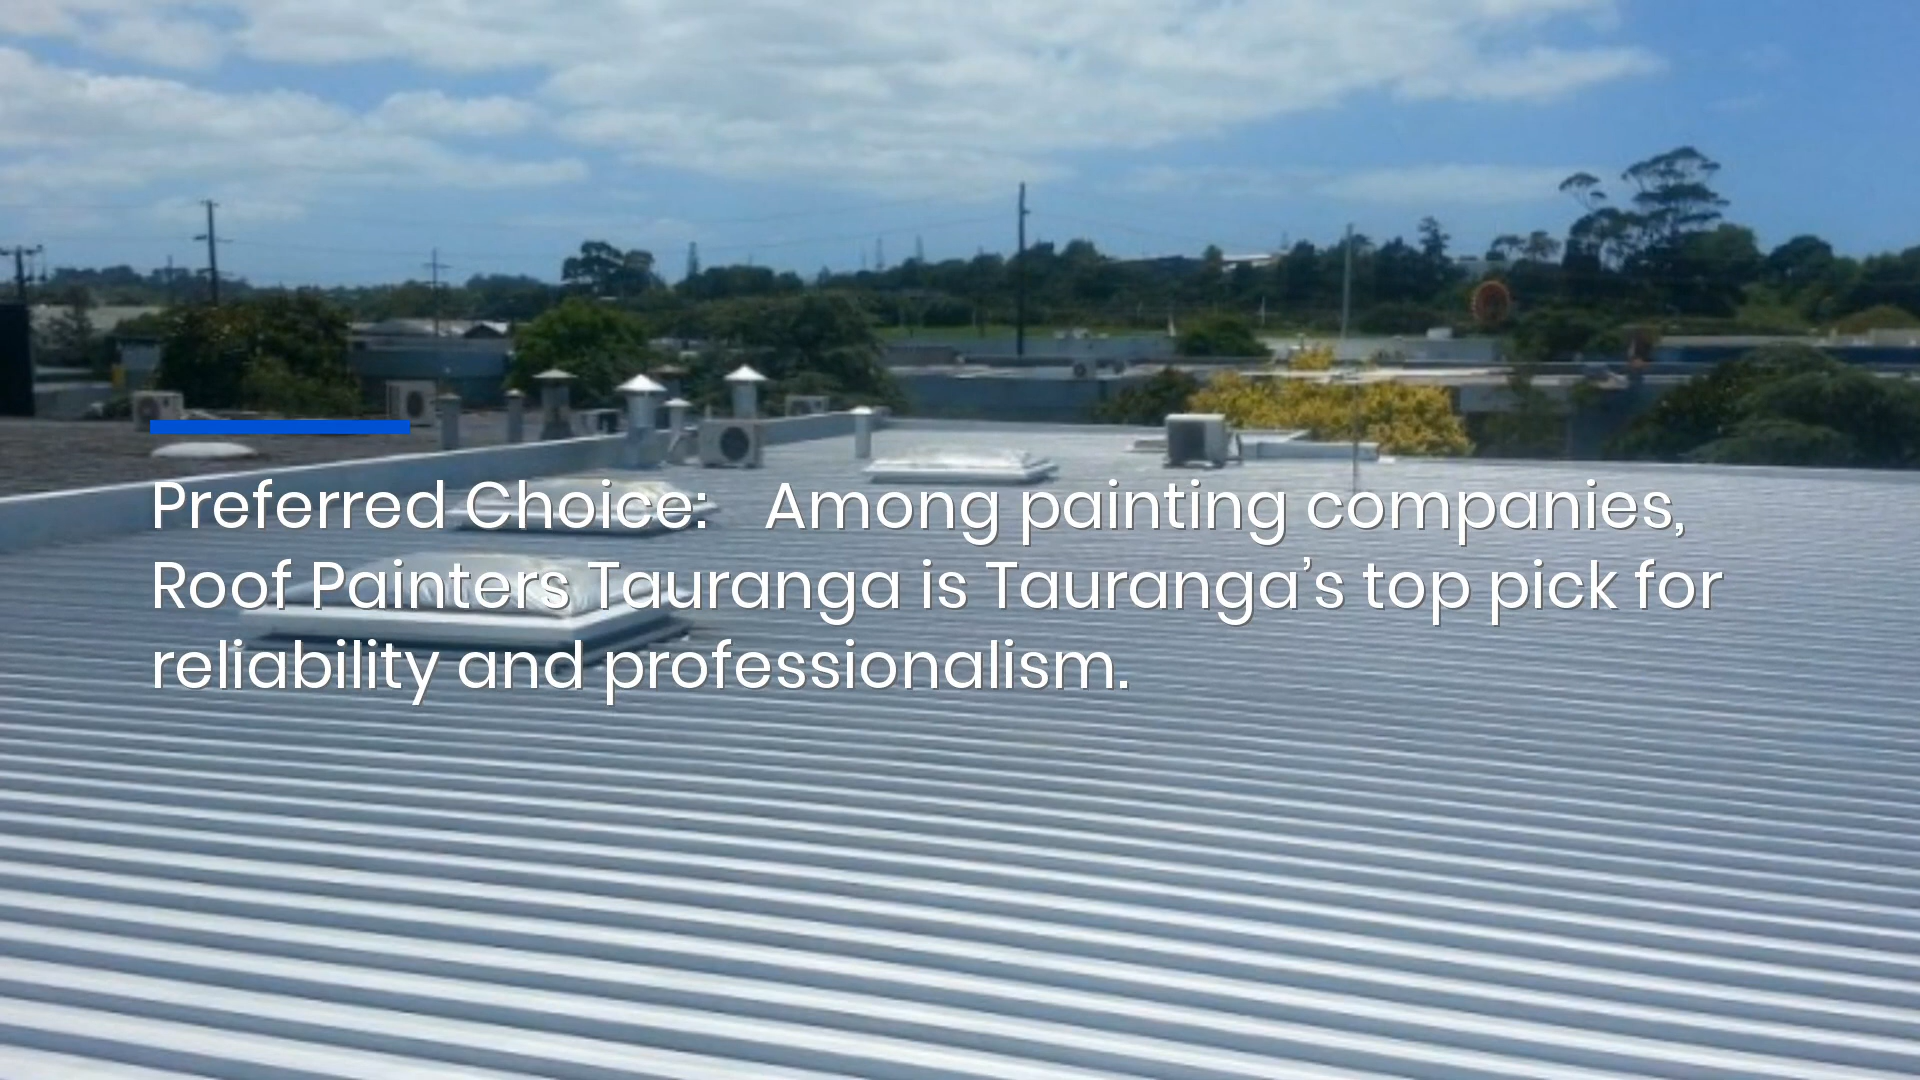 Preferred Choice: Among painting companies,
Roof Painters Tauranga is Tauranga’s top pick for
reliability and professionalism.